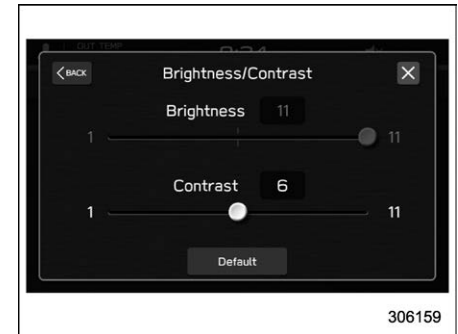 OUT TEMP
BACK
Brightness/Contrast
X
Brightness 11
1 11
Contrast 6
1 11
Default
306159